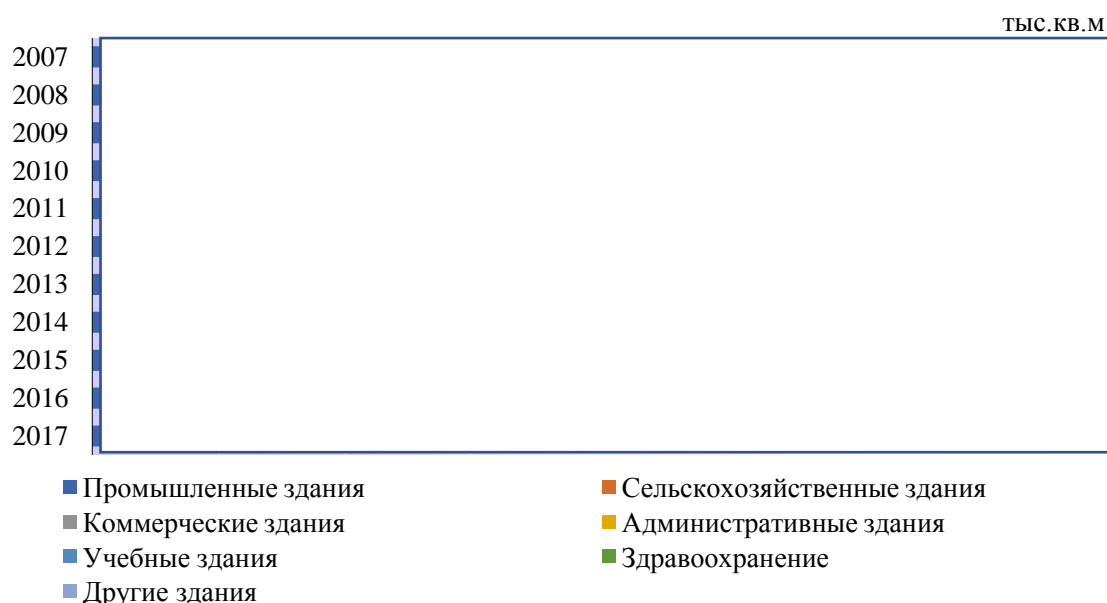 тыс.кв.м
2007
2008
2009
2010
2011
2012
2013
2014
2015
2016
2017
Промышленные здания
Сельскохозяйственные здания
Коммерческие здания
Административные здания
Учебные здания
Здравоохранение
Другие здания